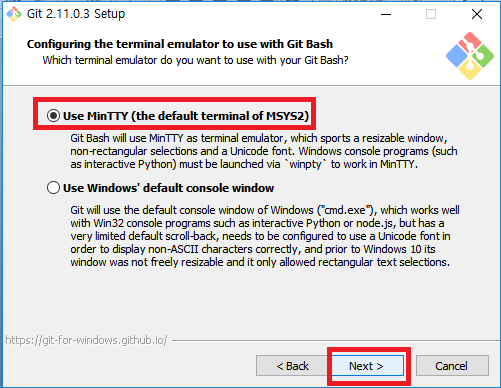 Git 2.11.0.3 Setup
Configuring the terminal emulator to use with Git Bash
Which terminal emulator do you want to use with your Git Bash?
Use MinTTY (the default terminal of MSYS2)
Git Bash will use MinTTY as terminal emulator, which sports a resizable window,
non-rectangular selections and a Unicode font. Windows console programs (such
as interactive Python) must be launched via `winpty` to work in MinTTY.
Use Windows' default console window
Git will use the default console window of Windows ("cmd.exe"), which works well
with Win32 console programs such as interactive Python or node.js, but has a
very limited default scroll-back, needs to be configured to use a Unicode font in
order to display non-ASCII characters correctly, and prior to Windows 10 its
window was not freely resizable and it only allowed rectangular text selections.
https://git-for-windows.github.io/
< Back Next > Cancel